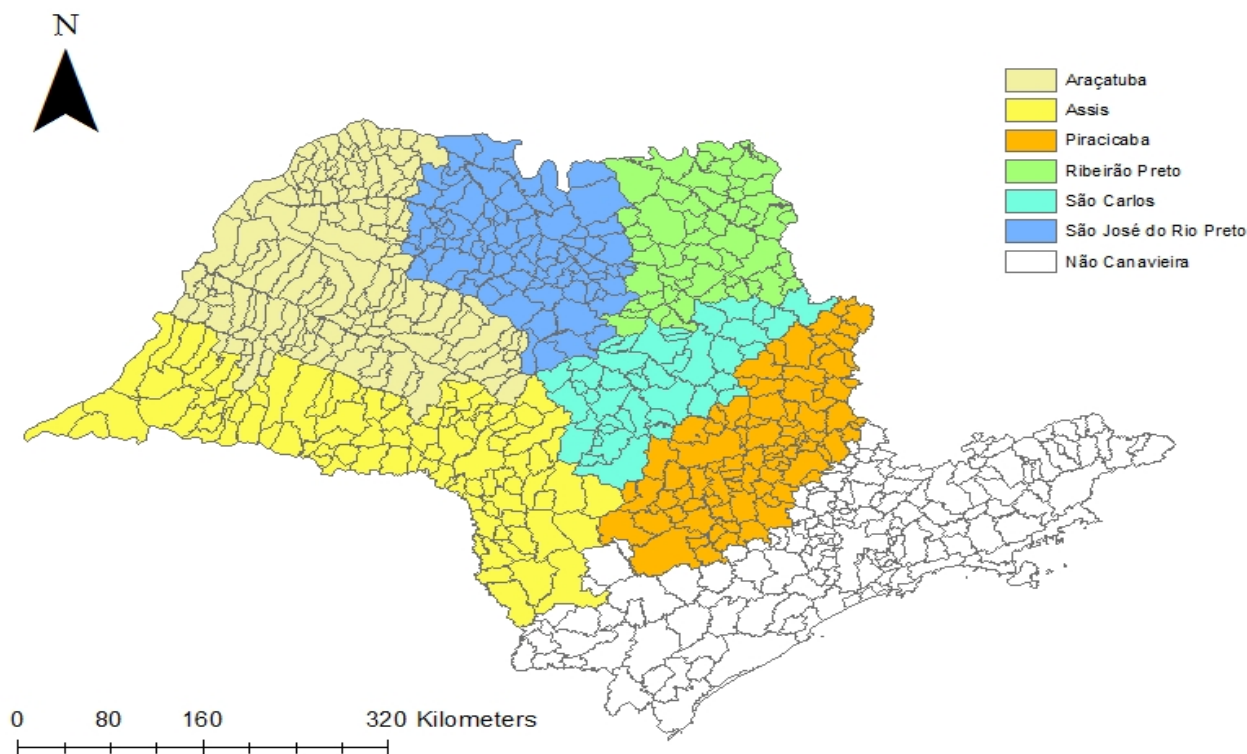 N
Araçatuba
Assis
Piracicaba
Ribeirão Preto
São Carlos
São José do Rio Preto
Não Canavieira
0 80 160 320 Kilometers